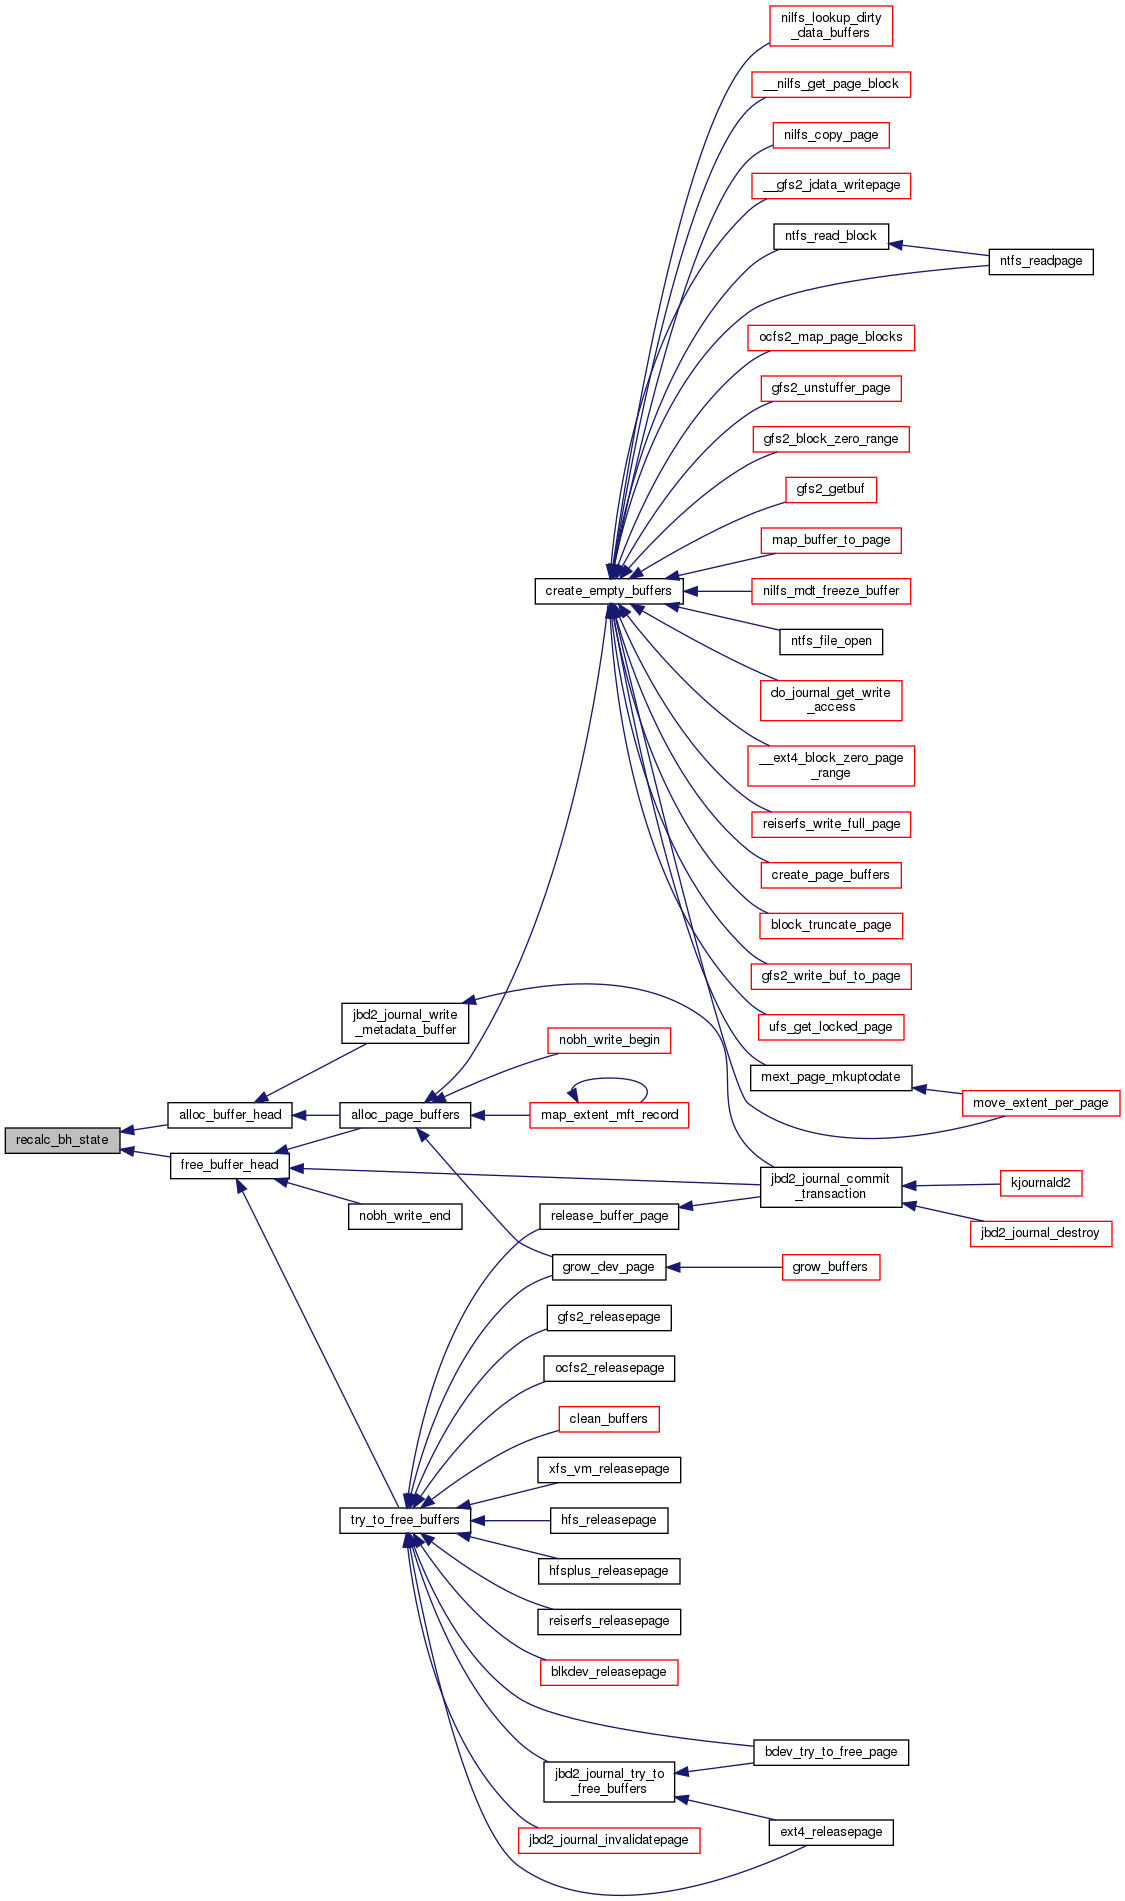 nilfs_lookup_dirty
_data_buffers
__nilfs_get_page_block
nilfs_copy_page
__gfs2_jdata_writepage
ntfs_read_block
ntfs_readpage
ocfs2_map_page_blocks
gfs2_unstuffer_page
gfs2_block_zero_range
gfs2_getbuf
map_buffer_to_page
create_empty_buffers
nilfs_mdt_freeze_buffer
ntfs_file_open
do_journal_get_write
_access
__ext4_block_zero_page
_range
reiserfs_write_full_page
create_page_buffers
block_truncate_page
gfs2_write_buf_to_page
jbd2_journal_write
_metadata_buffer
ufs_get_locked_page
nobh_write_begin
mext_page_mkuptodate
move_extent_per_page
alloc_buffer_head
alloc_page_buffers
map_extent_mft_record
recalc_bh_state
free_buffer_head
jbd2_journal_commit
_transaction
kjournald2
nobh_write_end
release_buffer_page
jbd2_journal_destroy
grow_dev_page
grow_buffers
gfs2_releasepage
ocfs2_releasepage
clean_buffers
xfs_vm_releasepage
try_to_free_buffers
hfs_releasepage
hfsplus_releasepage
reiserfs_releasepage
blkdev_releasepage
bdev_try_to_free_page
jbd2_journal_try_to
_free_buffers
ext4_releasepage
jbd2_journal_invalidatepage